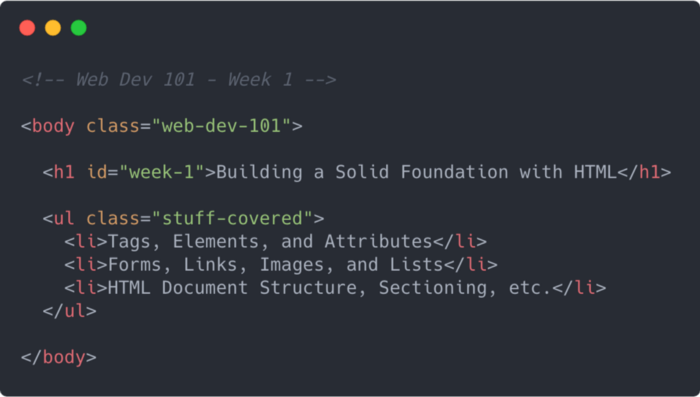 <!-- Web Dev 101 - Week 1 -->
<body class="web-dev-101">
<h1 id="week-1">Building a Solid Foundation with HTML</h1>
<ul class="stuff-covered">
<li>Tags, Elements, and Attributes</li>
<li>Forms, Links, Images, and Lists</li>
<li>HTML Document Structure, Sectioning, etc.</li>
</ul>
</body>